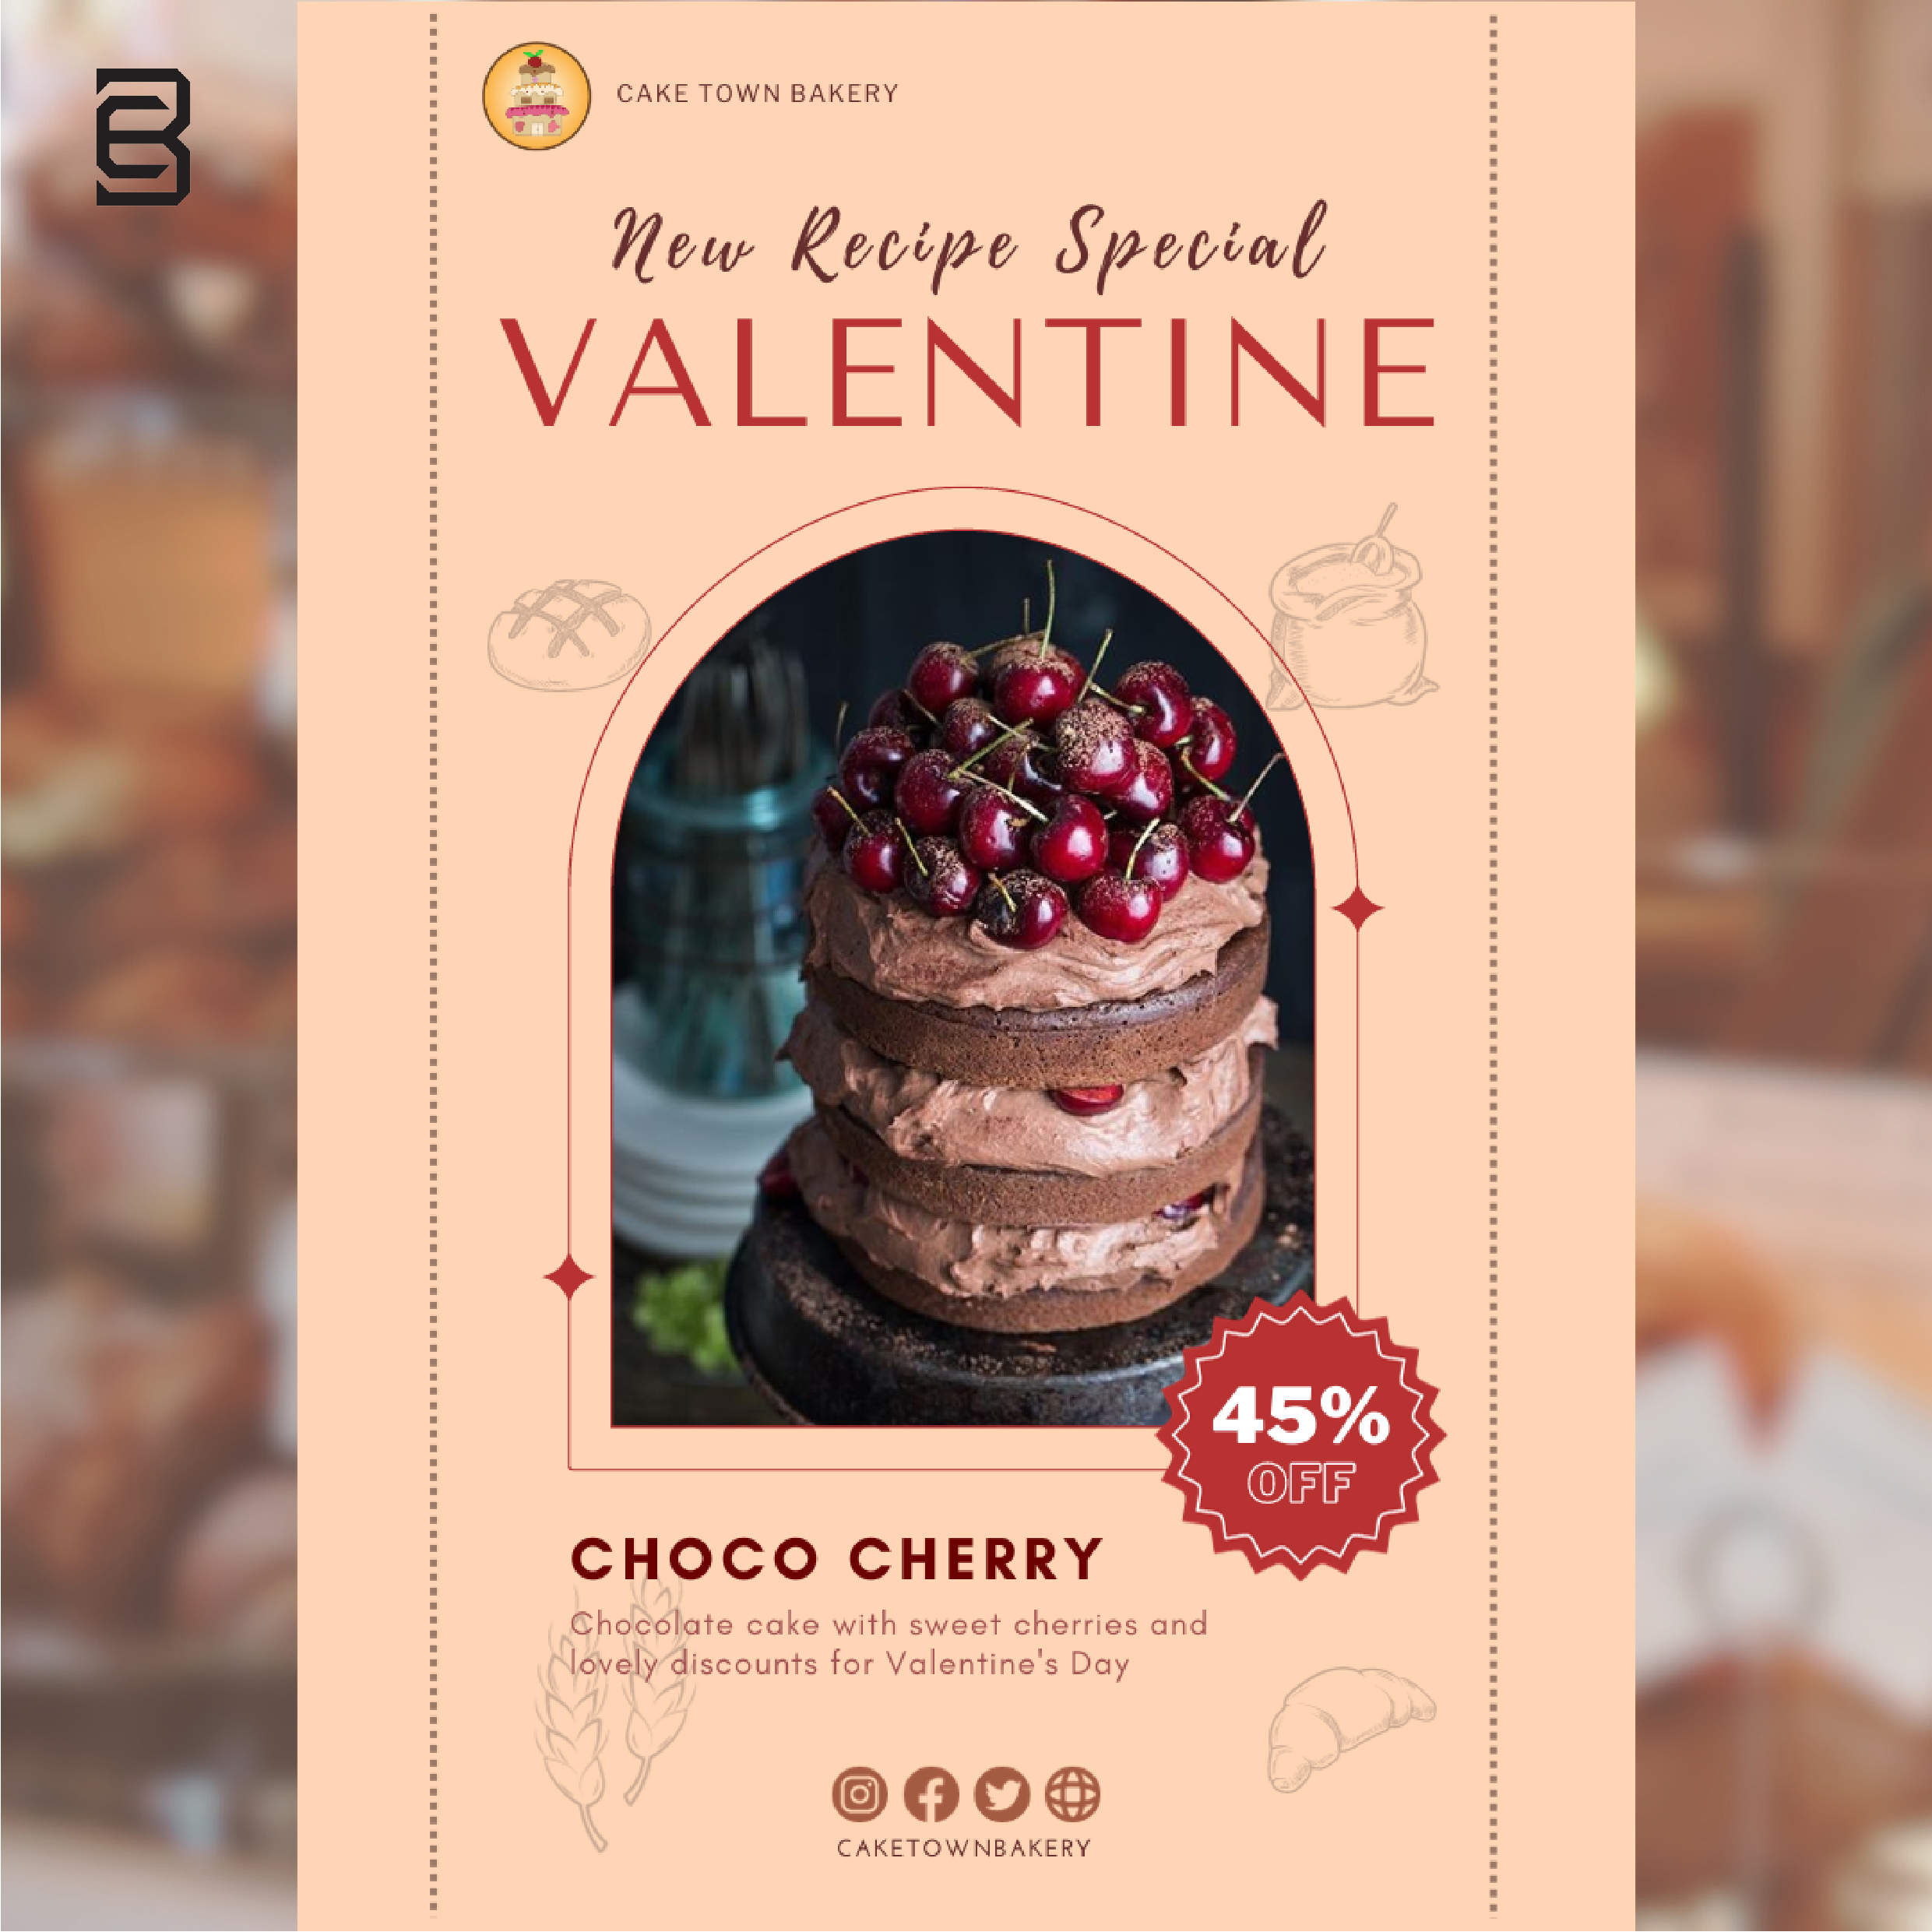 CAKE TOWN BAKERY
New Recipe Special
VALENTINE
45%
OFF
CHOCO CHERRY
Chocolate cake with sweet cherries and
lovely discounts for Valentine's Day
CAKETOWNBAKERY